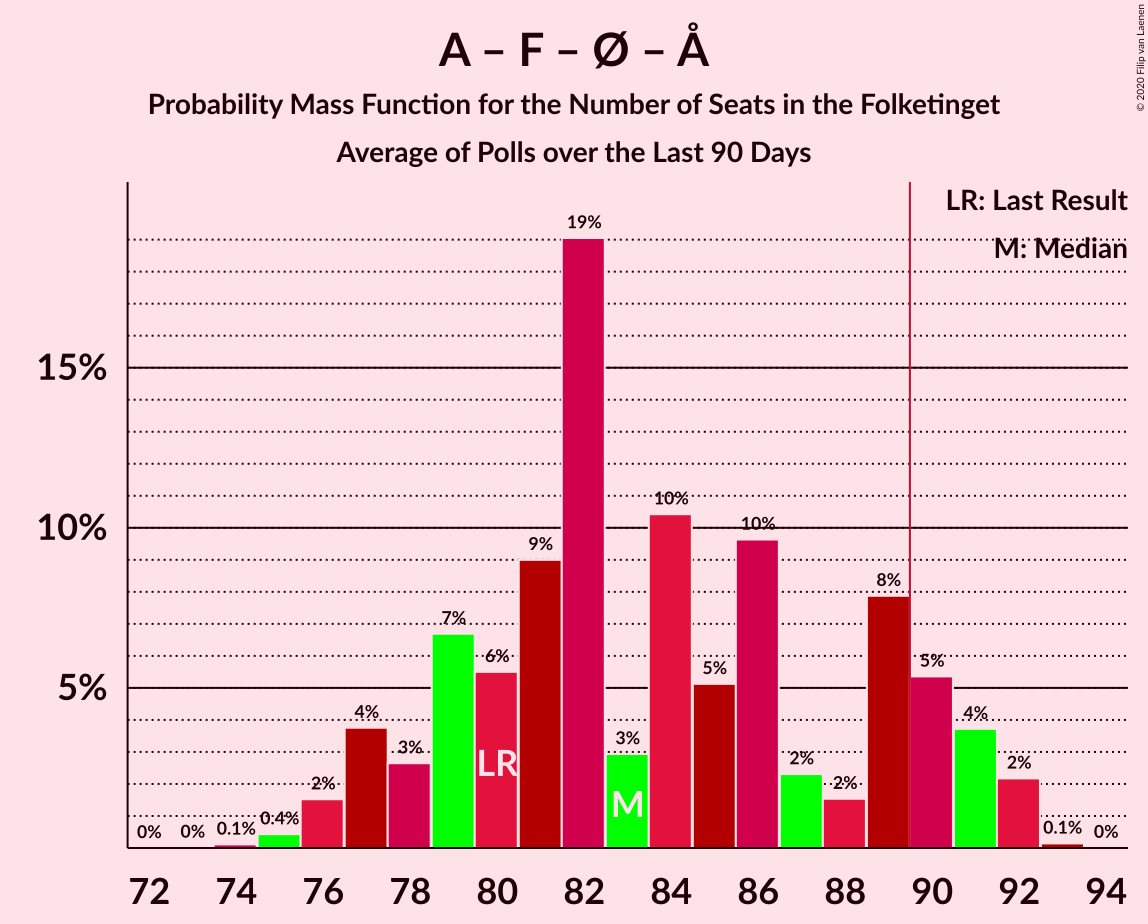 A – F – Ø – Å
Probability Mass Function for the Number of Seats in the Folketinget
Average of Polls over the Last 90 Days
© 2020 Filip van Laenen
LR: Last Result
M: Median
15%
10%
5%
0%
0%
0.1%
0.4%
2%
4%
3%
7%
6%
9%
19%
3%
10%
5%
10%
2%
2%
8%
5%
4%
2%
0.1%
0%
LR
M
72 74 76 78 80 82 84 86 88 90 92 94